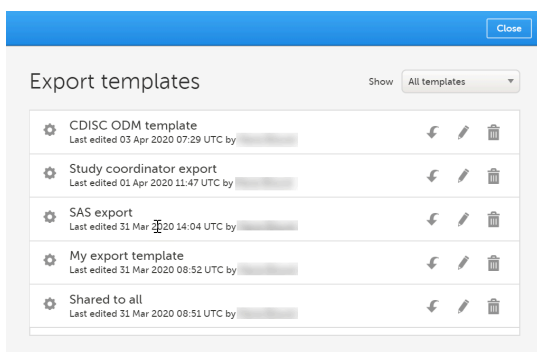 Close
Export templates
Show All templates
CDISC ODM template
Last edited 03 Apr 2020 07:29 UTC by
Study coordinator export
Last edited 01 Apr 2020 11:47 UTC by
SAS export
Last edited 31 Mar 2020 14:04 UTC by
My export template
Last edited 31 Mar 2020 08:52 UTC by
Shared to all
Last edited 31 Mar 2020 08:51 UTC by